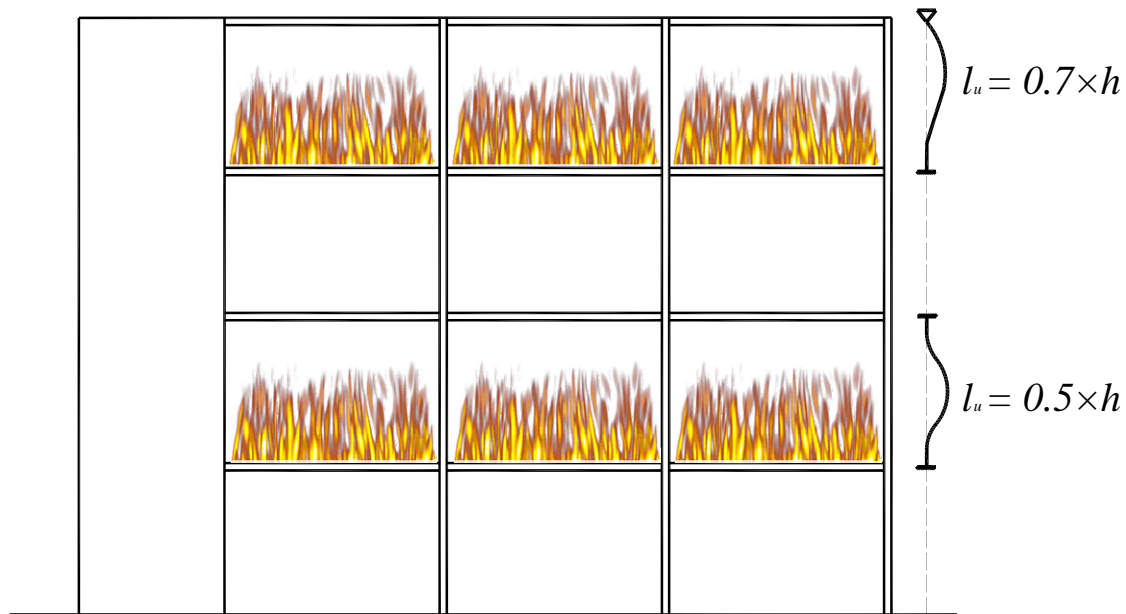 lᵤ = 0.7×h
lᵤ = 0.5×h